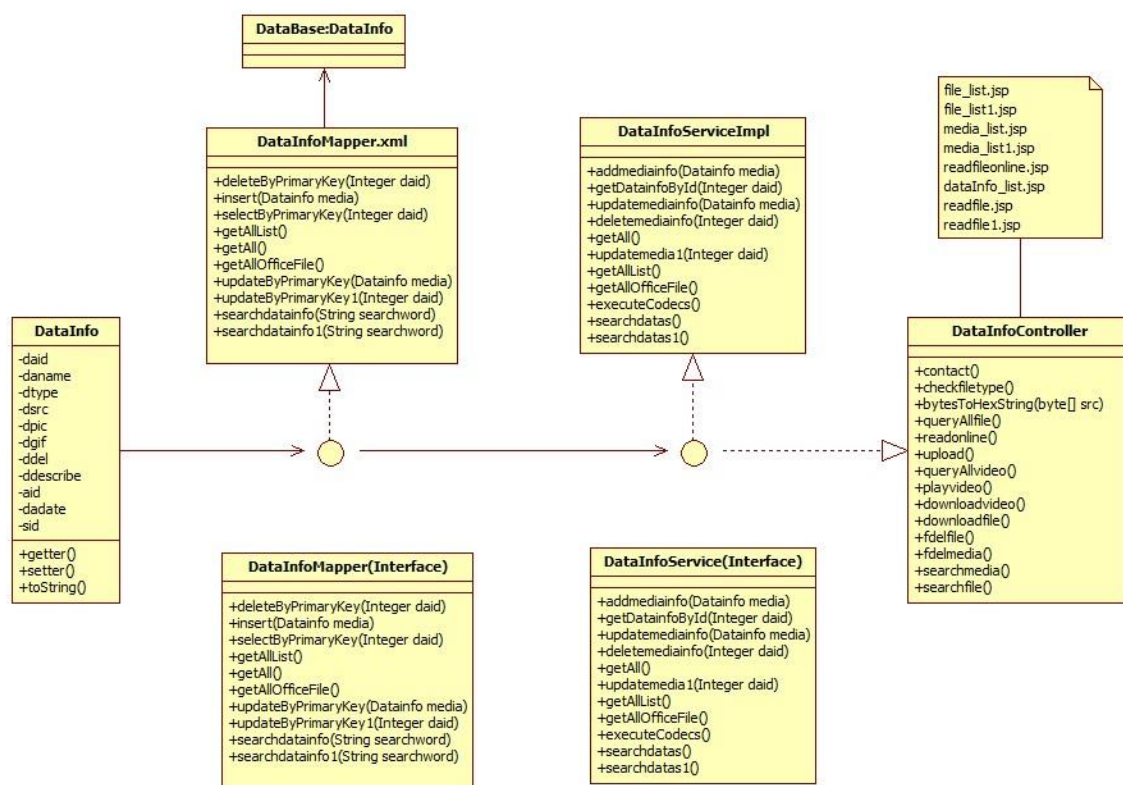 DataBase:DataInfo
DataInfoMapper.xml
+deleteByPrimaryKey(Integer daid)
+insert(Datainfo media)
+selectByPrimaryKey(Integer daid)
+getAllList()
+getAll()
+getAllOfficeFile()
+updateByPrimaryKey(Datainfo media)
+updateByPrimaryKey1(Integer daid)
+searchdatainfo(String searchword)
+searchdatainfo1(String searchword)
DataInfoServiceImpl
+addmediainfo(Datainfo media)
+getDatainfoById(Integer daid)
+updatemediainfo(Datainfo media)
+deletemediainfo(Integer daid)
+getAll()
+updatemedia1(Integer daid)
+getAllList()
+getAllOfficeFile()
+executeCodecs()
+searchdatas()
+searchdatas1()
file_list.jsp
file_list1.jsp
media_list.jsp
media_list1.jsp
readfileonline.jsp
dataInfo_list.jsp
readfile.jsp
readfile1.jsp
DataInfo
-daid
-daname
-dtype
-dsrc
-dpic
-dgif
-ddel
-ddescribe
-aid
-dadate
-sid
+getter()
+setter()
+toString()
DataInfoController
+contact()
+checkfiletype()
+bytesToHexString(byte[] src)
+queryAllfile()
+readonline()
+upload()
+queryAllvideo()
+playvideo()
+downloadvideo()
+downloadfile()
+fdelfile()
+fdelmedia()
+searchmedia()
+searchfile()
DataInfoMapper(Interface)
+deleteByPrimaryKey(Integer daid)
+insert(Datainfo media)
+selectByPrimaryKey(Integer daid)
+getAllList()
+getAll()
+getAllOfficeFile()
+updateByPrimaryKey(Datainfo media)
+updateByPrimaryKey1(Integer daid)
+searchdatainfo(String searchword)
+searchdatainfo1(String searchword)
DataInfoService(Interface)
+addmediainfo(Datainfo media)
+getDatainfoById(Integer daid)
+updatemediainfo(Datainfo media)
+deletemediainfo(Integer daid)
+getAll()
+updatemedia1(Integer daid)
+getAllList()
+getAllOfficeFile()
+executeCodecs()
+searchdatas()
+searchdatas1()